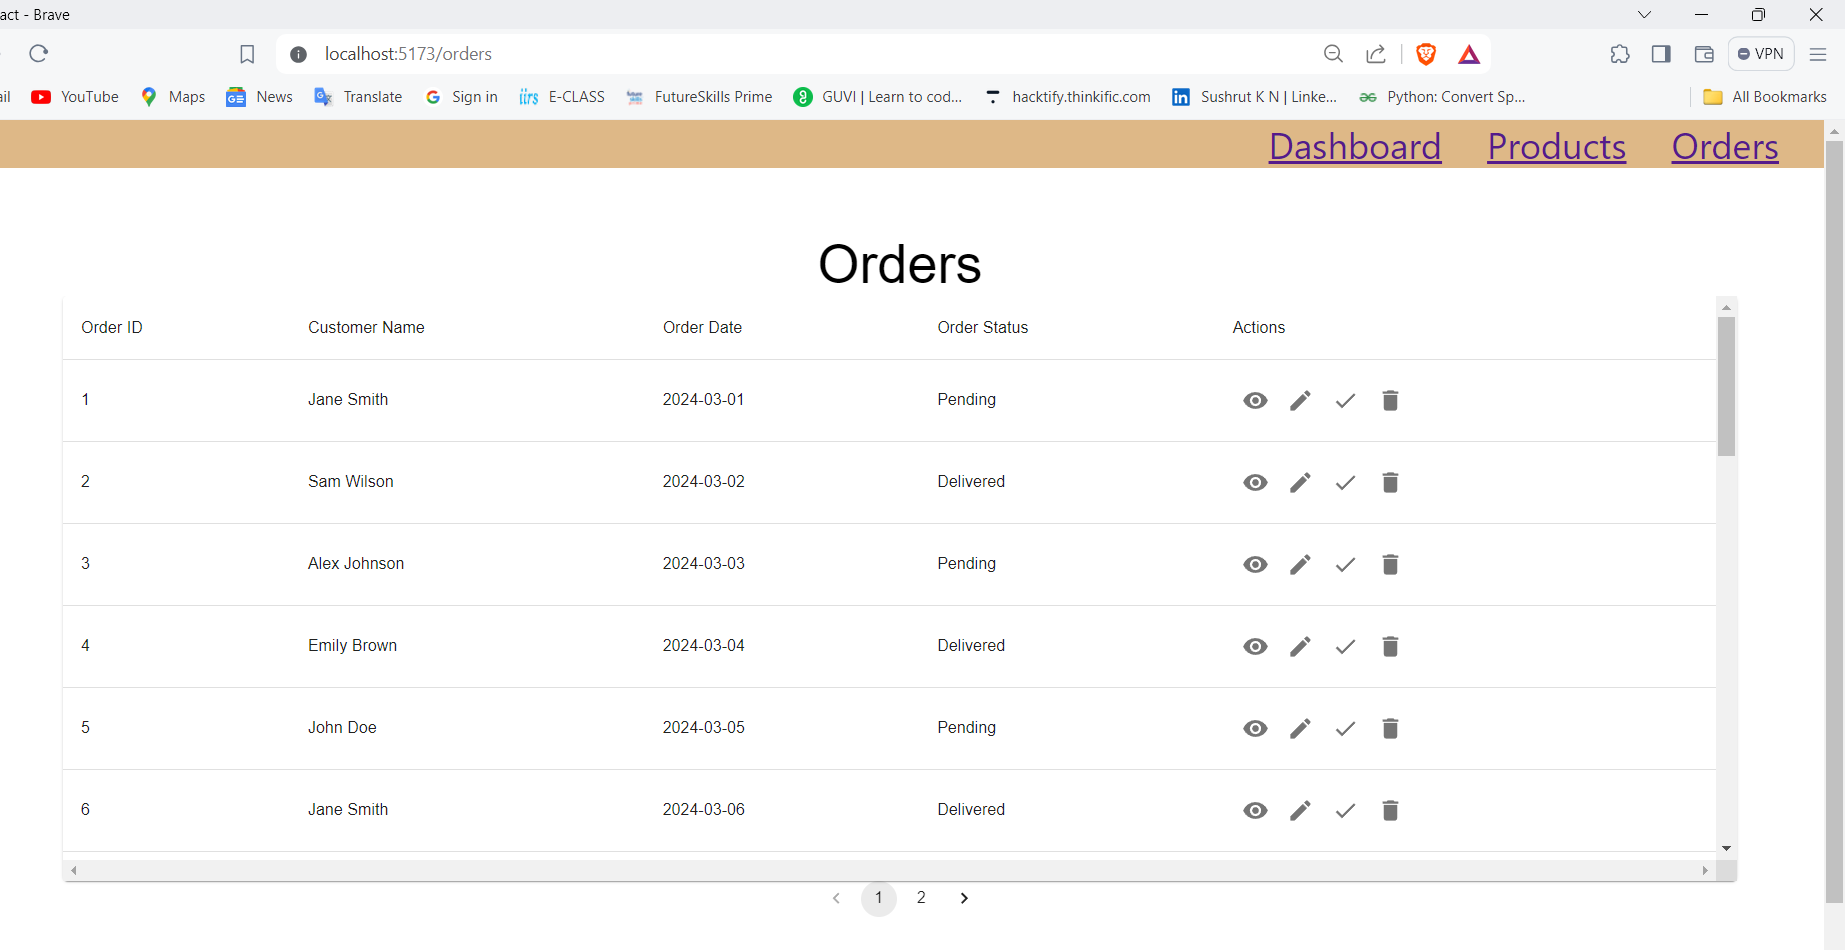 act - Brave
localhost:5173/orders
VPN
ail YouTube Maps News Translate Sign in E-CLASS FutureSkills Prime GUVI | Learn to cod... hacktify.thinkific.com Sushrut K N | Linke... Python: Convert Sp... All Bookmarks
Dashboard Products Orders
Orders
Order ID Customer Name Order Date Order Status Actions
1 Jane Smith 2024-03-01 Pending
2 Sam Wilson 2024-03-02 Delivered
3 Alex Johnson 2024-03-03 Pending
4 Emily Brown 2024-03-04 Delivered
5 John Doe 2024-03-05 Pending
6 Jane Smith 2024-03-06 Delivered
1 2